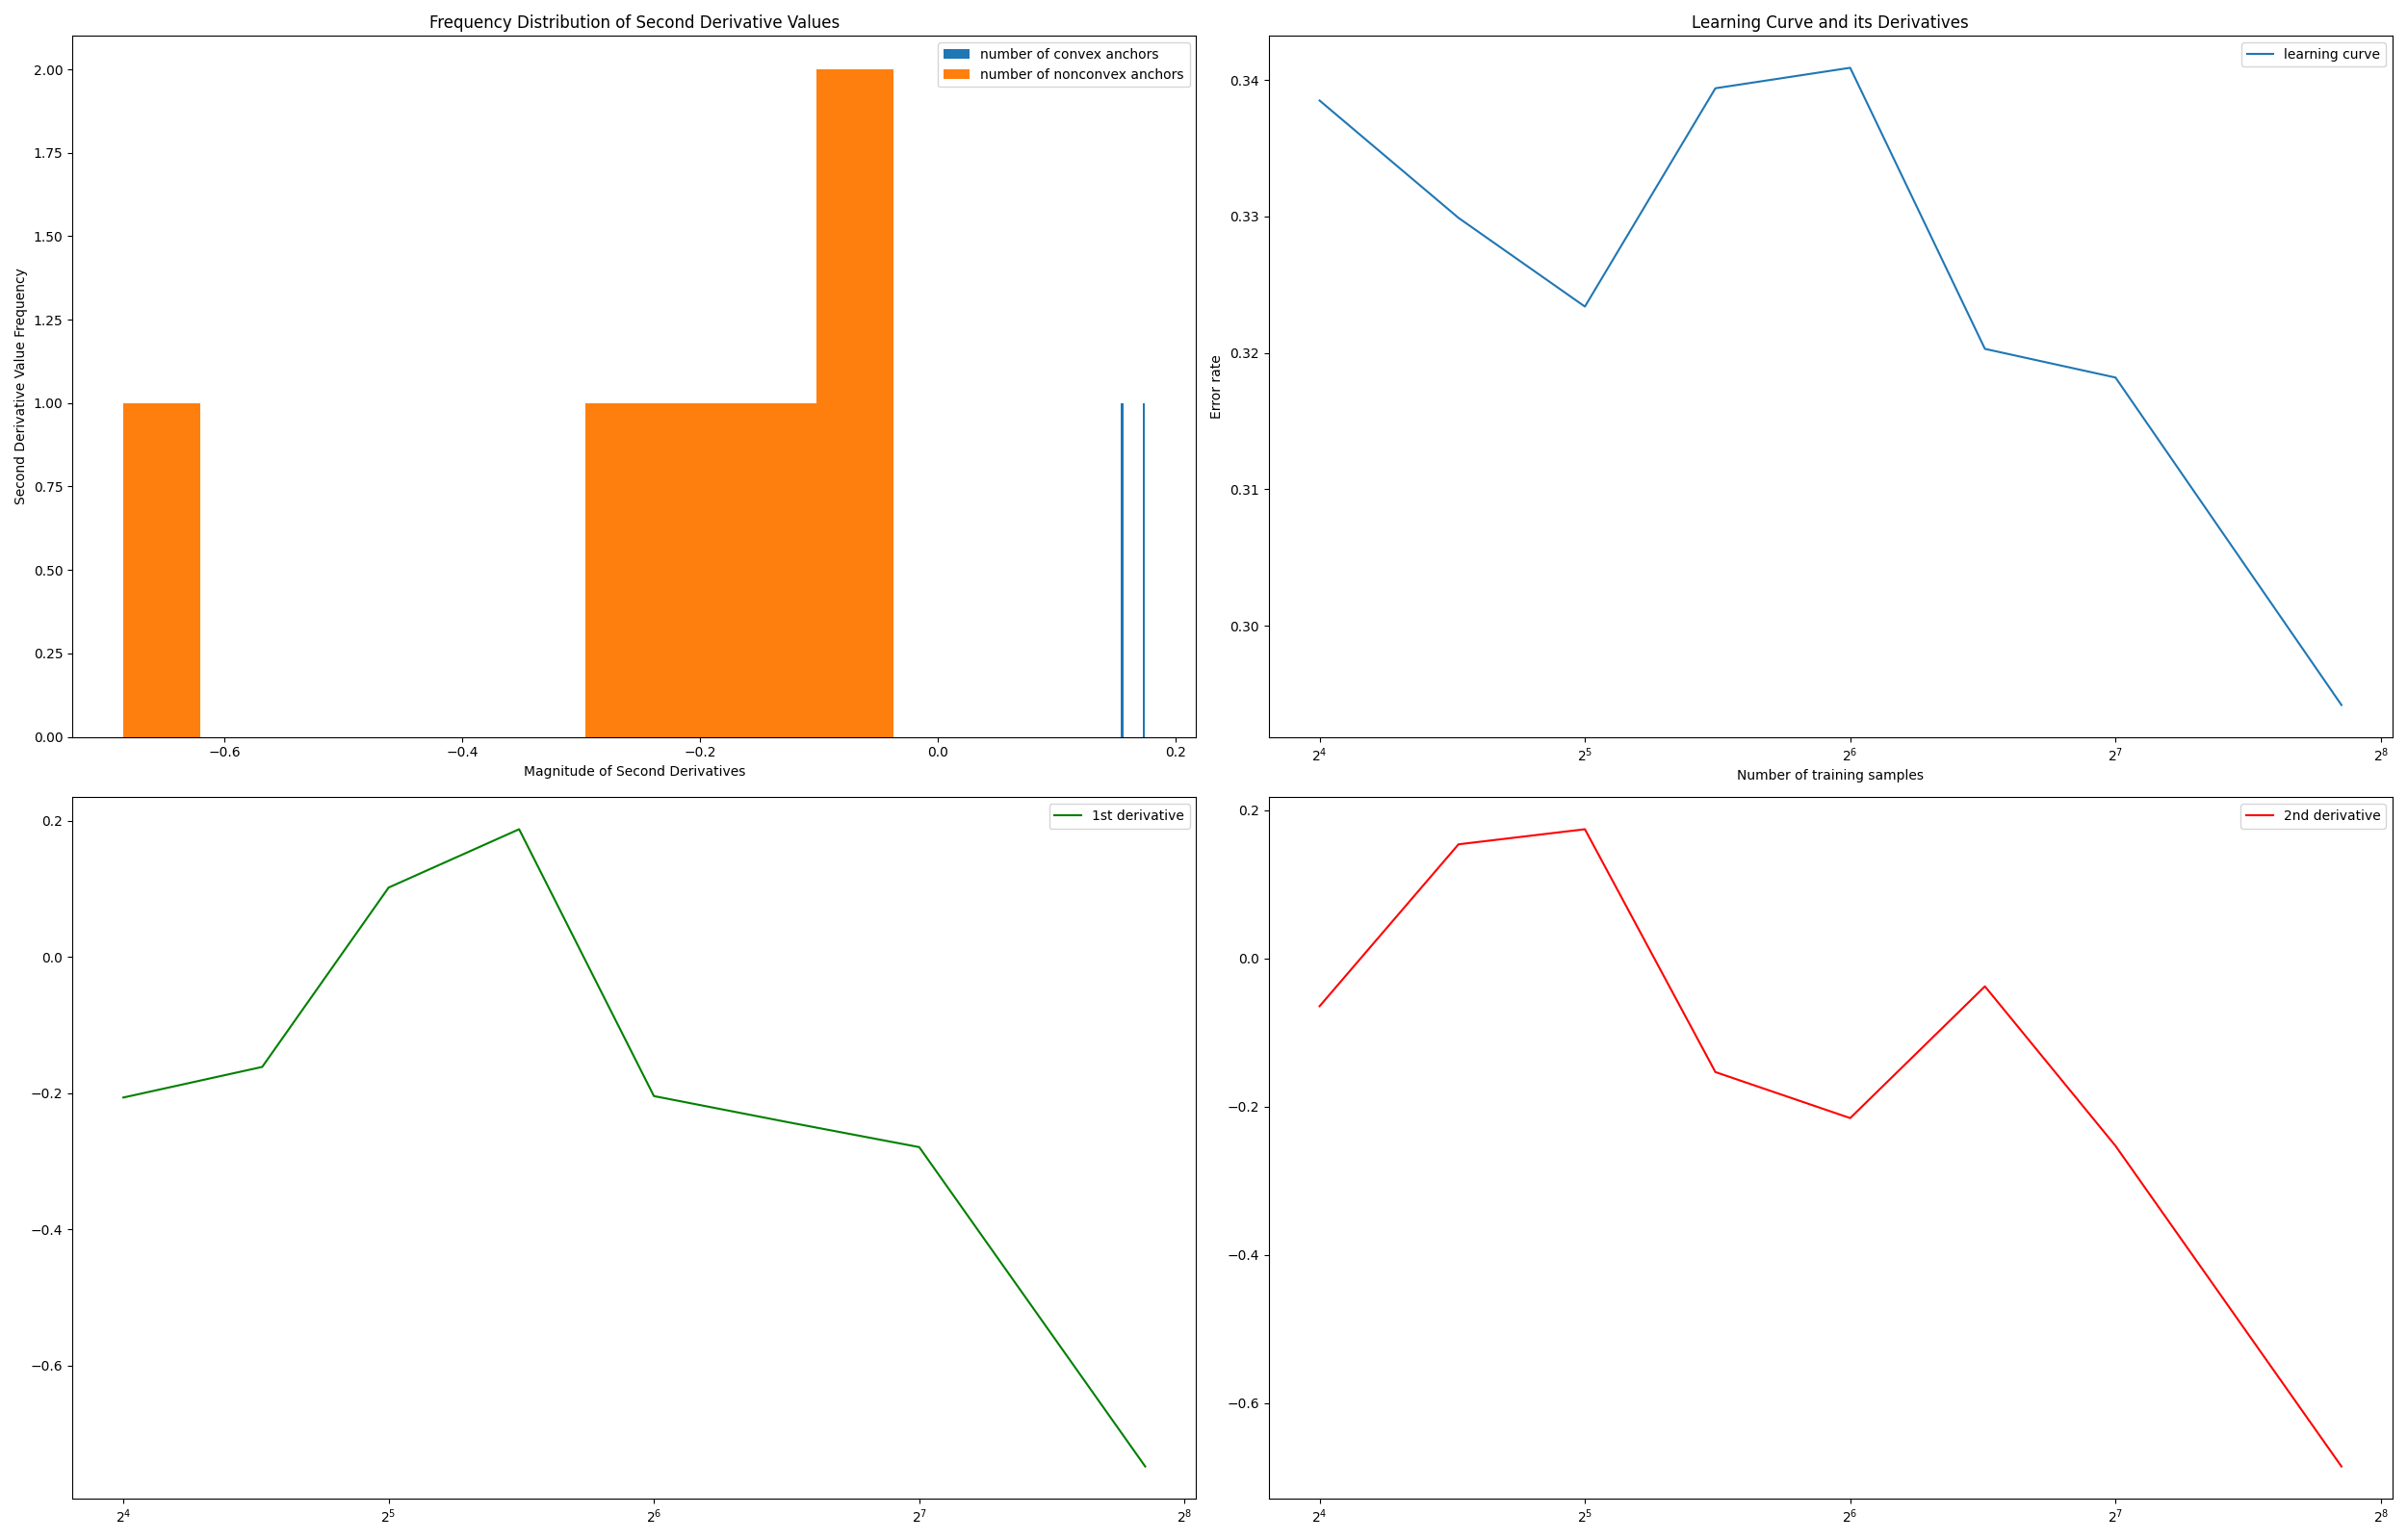 Frequency Distribution of Second Derivative Values
number of convex anchors
number of nonconvex anchors
2.00
1.75
1.50
1.25
1.00
0.75
0.50
0.25
0.00
Second Derivative Value Frequency
−0.6 −0.4 −0.2 0.0 0.2
Magnitude of Second Derivatives
Learning Curve and its Derivatives
learning curve
0.34
0.33
0.32
0.31
0.30
Error rate
2⁴ 2⁵ 2⁶ 2⁷ 2⁸
Number of training samples
1st derivative
0.2
0.0
−0.2
−0.4
−0.6
2⁴ 2⁵ 2⁶ 2⁷ 2⁸
2nd derivative
0.2
0.0
−0.2
−0.4
−0.6
2⁴ 2⁵ 2⁶ 2⁷ 2⁸